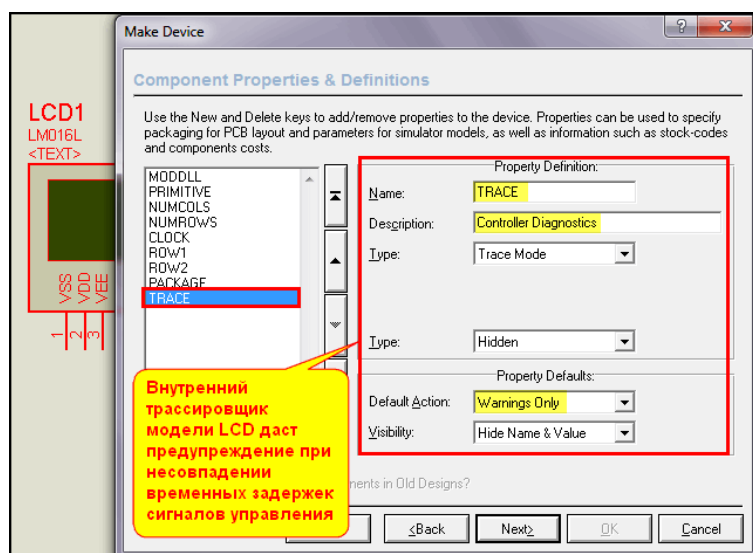 Make Device
Component Properties & Definitions
Use the New and Delete keys to add/remove properties to the device. Properties can be used to specify
packaging for PCB layout and parameters for simulator models, as well as information such as stock-codes
and components costs.
LCD1
LM016L
<TEXT>
VSS
VDD
VEE
1
2
3
MODDLL
PRIMITIVE
NUMCOLS
NUMROWS
CLOCK
ROW1
ROW2
PACKAGE
TRACE
Property Definition:
Name: TRACE
Description: Controller Diagnostics
Type: Trace Mode
Type: Hidden
Property Defaults:
Default Action: Warnings Only
Visibility: Hide Name & Value
Внутренний
трассировщик
модели LCD даст
предупреждение при
несовпадении
временных задержек
сигналов управления
nents in Old Designs?
<Back Next> OK Cancel